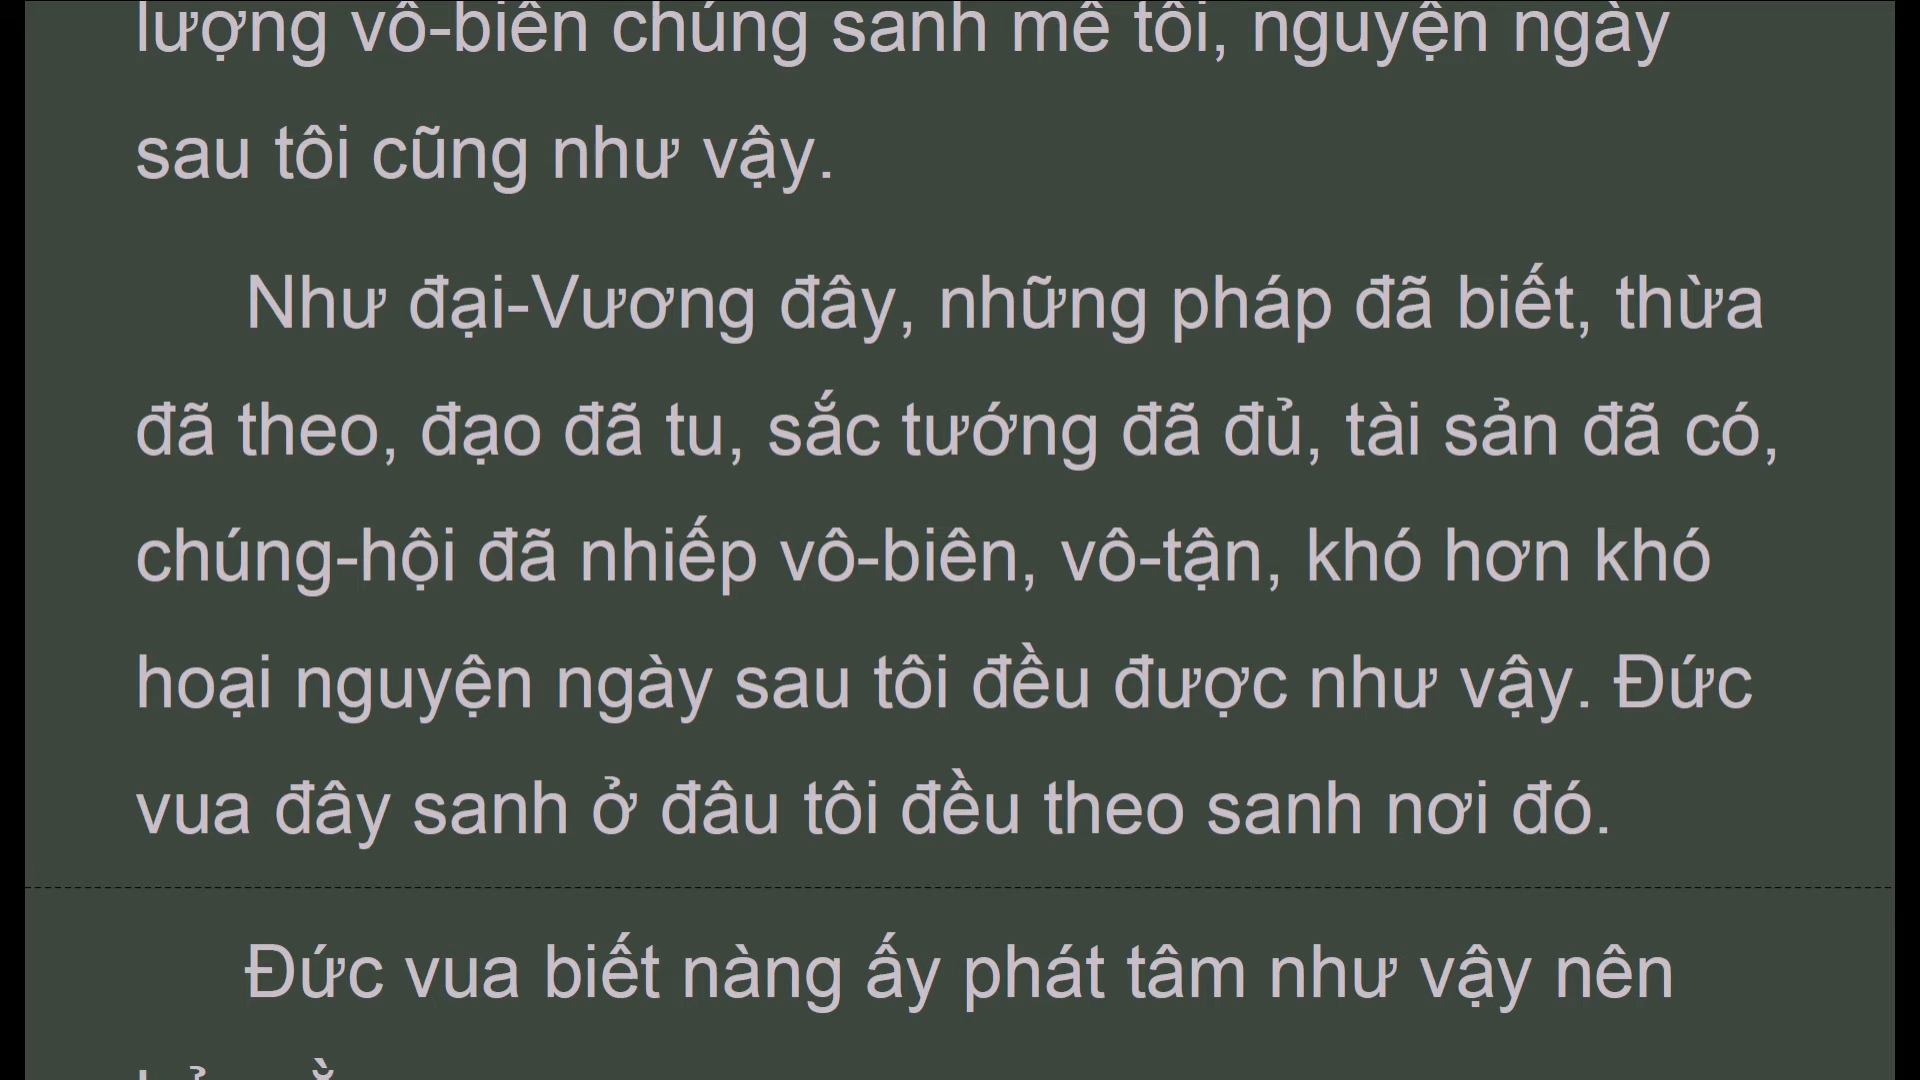 lượng vô-biên chúng sanh mê tối, nguyện ngày
sau tôi cũng như vậy.
Như đại-Vương đây, những pháp đã biết, thừa
đã theo, đạo đã tu, sắc tướng đã đủ, tài sản đã có,
chúng-hội đã nhiếp vô-biên, vô-tận, khó hơn khó
hoại nguyện ngày sau tôi đều được như vậy. Đức
vua đây sanh ở đâu tôi đều theo sanh nơi đó.
Đức vua biết nàng ấy phát tâm như vậy nên